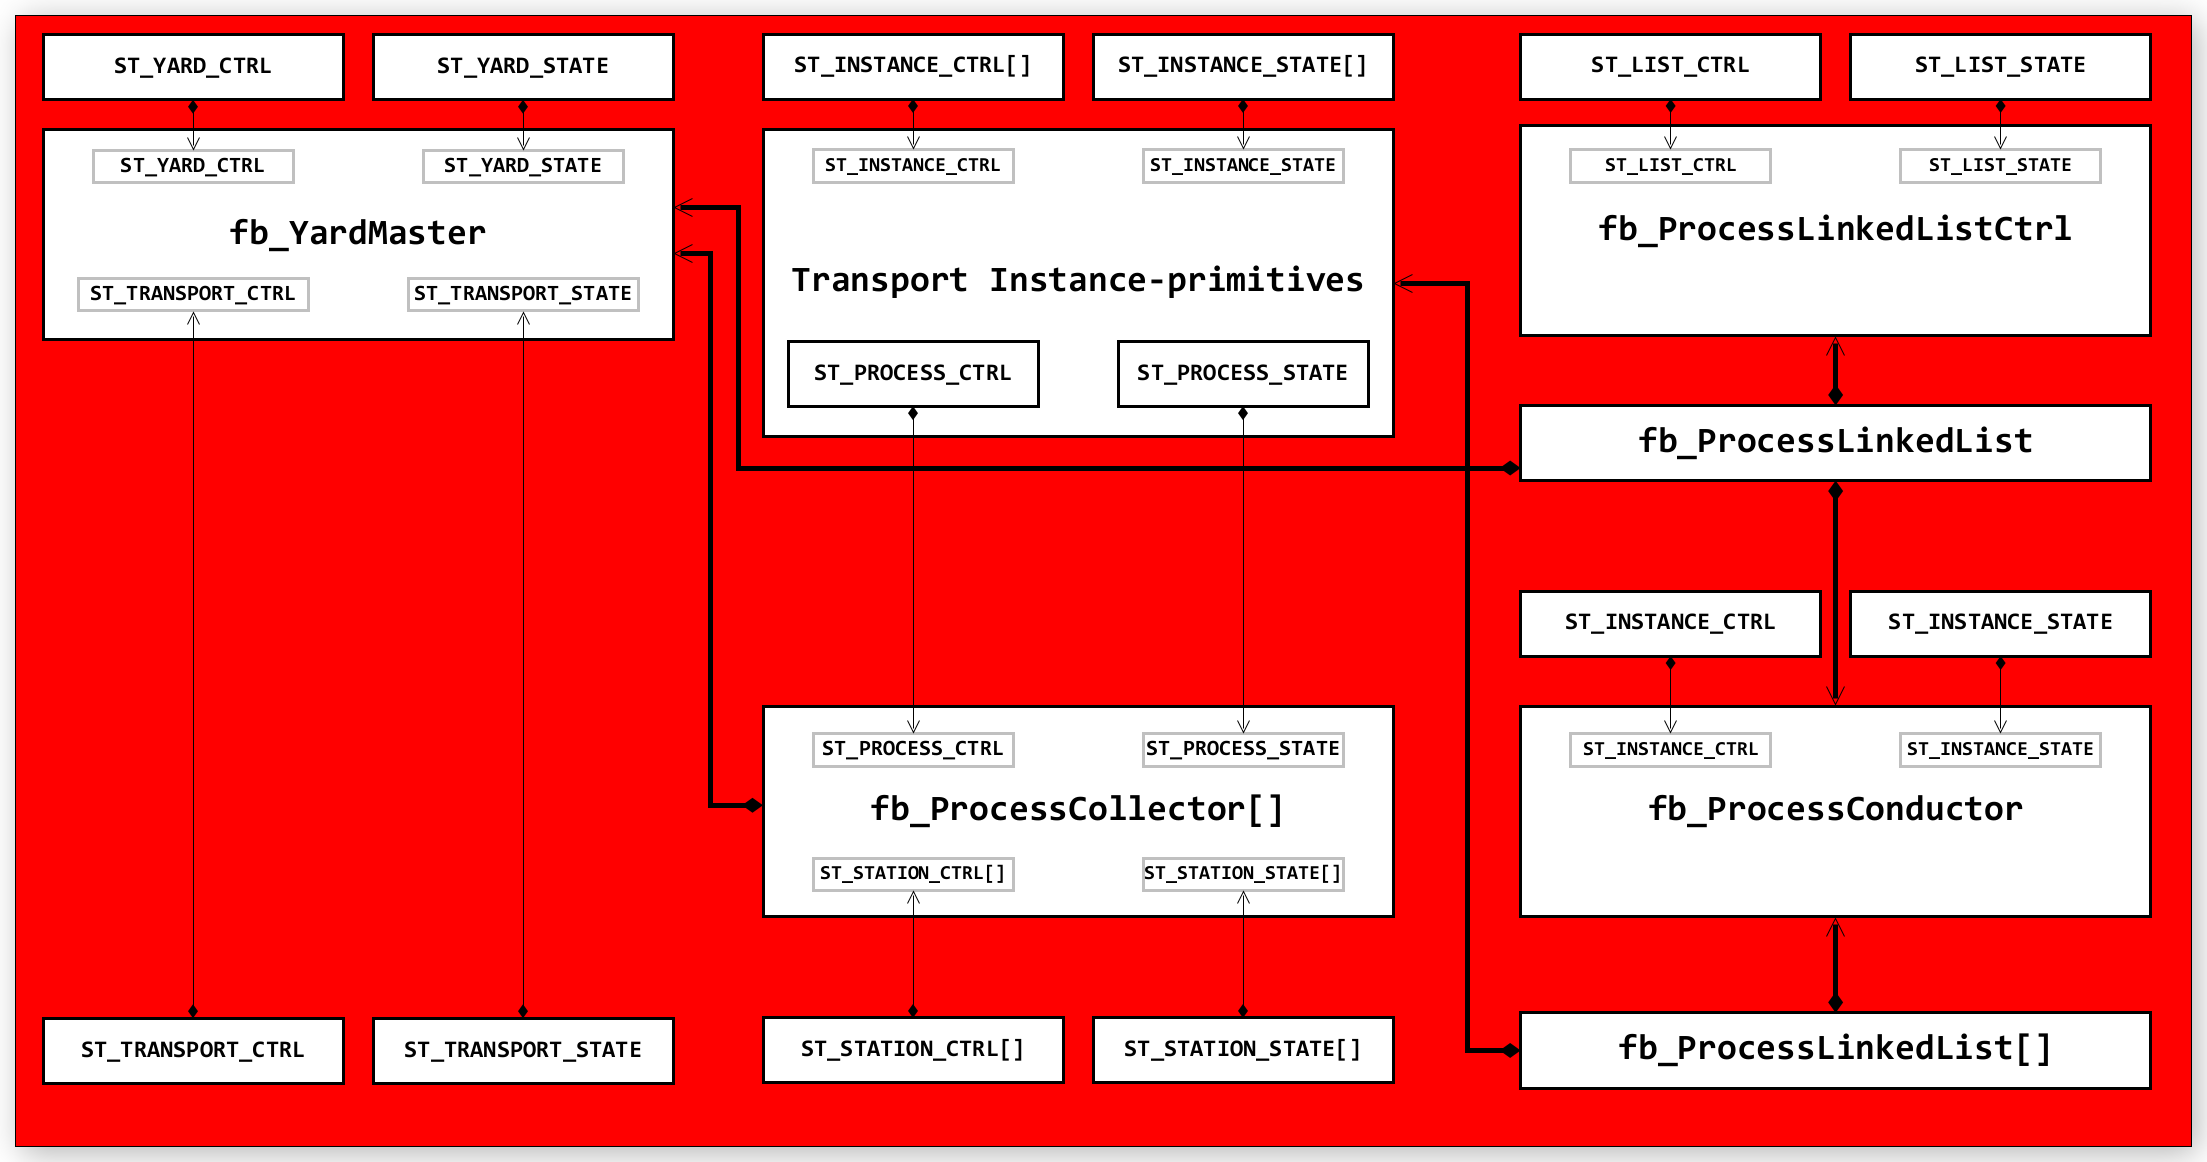 ST_YARD_CTRL
ST_YARD_STATE
ST_YARD_CTRL
ST_YARD_STATE
fb_YardMaster
ST_TRANSPORT_CTRL
ST_TRANSPORT_STATE
ST_TRANSPORT_CTRL
ST_TRANSPORT_STATE
ST_INSTANCE_CTRL[]
ST_INSTANCE_STATE[]
ST_INSTANCE_CTRL
ST_INSTANCE_STATE
Transport Instance-primitives
ST_PROCESS_CTRL
ST_PROCESS_STATE
ST_PROCESS_CTRL
ST_PROCESS_STATE
fb_ProcessCollector[]
ST_STATION_CTRL[]
ST_STATION_STATE[]
ST_STATION_CTRL[]
ST_STATION_STATE[]
ST_LIST_CTRL
ST_LIST_STATE
ST_LIST_CTRL
ST_LIST_STATE
fb_ProcessLinkedListCtrl
fb_ProcessLinkedList
ST_INSTANCE_CTRL
ST_INSTANCE_STATE
ST_INSTANCE_CTRL
ST_INSTANCE_STATE
fb_ProcessConductor
fb_ProcessLinkedList[]